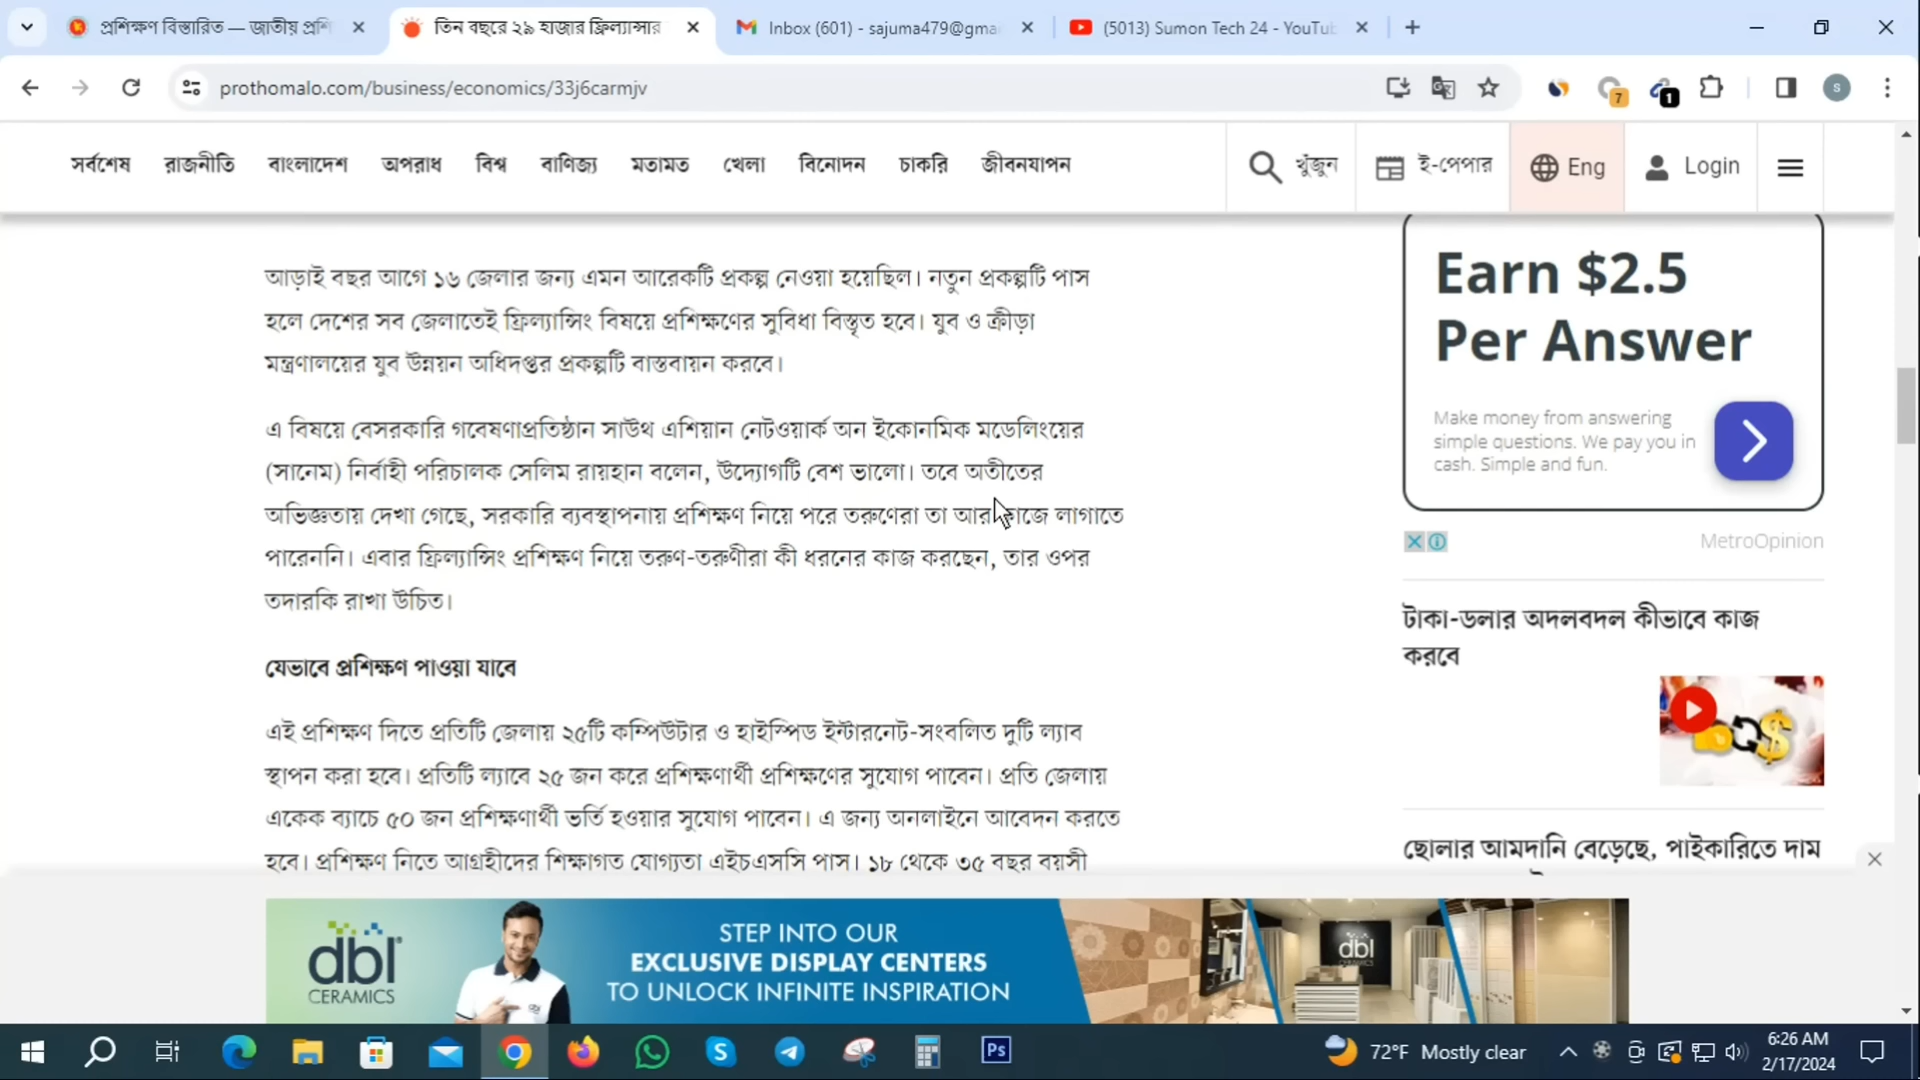 প্রশিক্ষণ বিস্তারিত — জাতীয় প্রশি
তিন বছরে ২৯ হাজার ফ্রিল্যান্সার
Inbox (601) - sajuma479@gma
(5013) Sumon Tech 24 - YouTu
prothomalo.com/business/economics/33j6carmjv
7
1
s
সর্বশেষ রাজনীতি বাংলাদেশ অপরাধ বিশ্ব বাণিজ্য মতামত খেলা বিনোদন চাকরি জীবনযাপন
খুঁজুন
ই-পেপার
Eng
Login
আড়াই বছর আগে ১৬ জেলার জন্য এমন আরেকটি প্রকল্প নেওয়া হয়েছিল। নতুন প্রকল্পটি পাস
হলে দেশের সব জেলাতেই ফ্রিল্যান্সিং বিষয়ে প্রশিক্ষণের সুবিধা বিস্তৃত হবে। যুব ও ক্রীড়া
মন্ত্রণালয়ের যুব উন্নয়ন অধিদপ্তর প্রকল্পটি বাস্তবায়ন করবে।
এ বিষয়ে বেসরকারি গবেষণাপ্রতিষ্ঠান সাউথ এশিয়ান নেটওয়ার্ক অন ইকোনমিক মডেলিংয়ের
(সানেম) নির্বাহী পরিচালক সেলিম রায়হান বলেন, উদ্যোগটি বেশ ভালো। তবে অতীতের
অভিজ্ঞতায় দেখা গেছে, সরকারি ব্যবস্থাপনায় প্রশিক্ষণ নিয়ে পরে তরুণেরা তা আর কাজে লাগাতে
পারেননি। এবার ফ্রিল্যান্সিং প্রশিক্ষণ নিয়ে তরুণ-তরুণীরা কী ধরনের কাজ করছেন, তার ওপর
তদারকি রাখা উচিত।
যেভাবে প্রশিক্ষণ পাওয়া যাবে
এই প্রশিক্ষণ দিতে প্রতিটি জেলায় ২৫টি কম্পিউটার ও হাইস্পিড ইন্টারনেট-সংবলিত দুটি ল্যাব
স্থাপন করা হবে। প্রতিটি ল্যাবে ২৫ জন করে প্রশিক্ষণার্থী প্রশিক্ষণের সুযোগ পাবেন। প্রতি জেলায়
একেক ব্যাচে ৫০ জন প্রশিক্ষণার্থী ভর্তি হওয়ার সুযোগ পাবেন। এ জন্য অনলাইনে আবেদন করতে
হবে। প্রশিক্ষণ নিতে আগ্রহীদের শিক্ষাগত যোগ্যতা এইচএসসি পাস। ১৮ থেকে ৩৫ বছর বয়সী
Earn $2.5
Per Answer
Make money from answering
simple questions. We pay you in
cash. Simple and fun.
MetroOpinion
টাকা-ডলার অদলবদল কীভাবে কাজ
করবে
ছোলার আমদানি বেড়েছে, পাইকারিতে দাম
dbl
CERAMICS
STEP INTO OUR
EXCLUSIVE DISPLAY CENTERS
TO UNLOCK INFINITE INSPIRATION
dbl
Ps
72°F Mostly clear
6:26 AM
2/17/2024